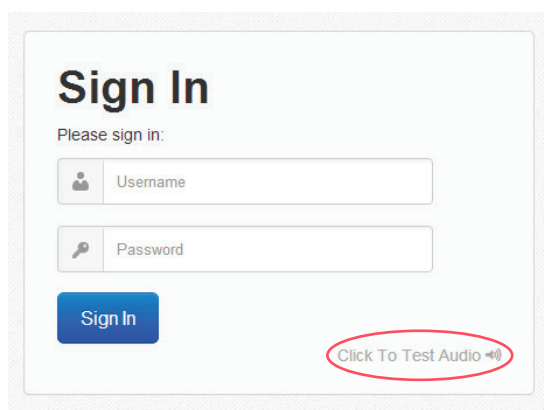 Sign In
Please sign in:
Username
Password
Sign In
Click To Test Audio